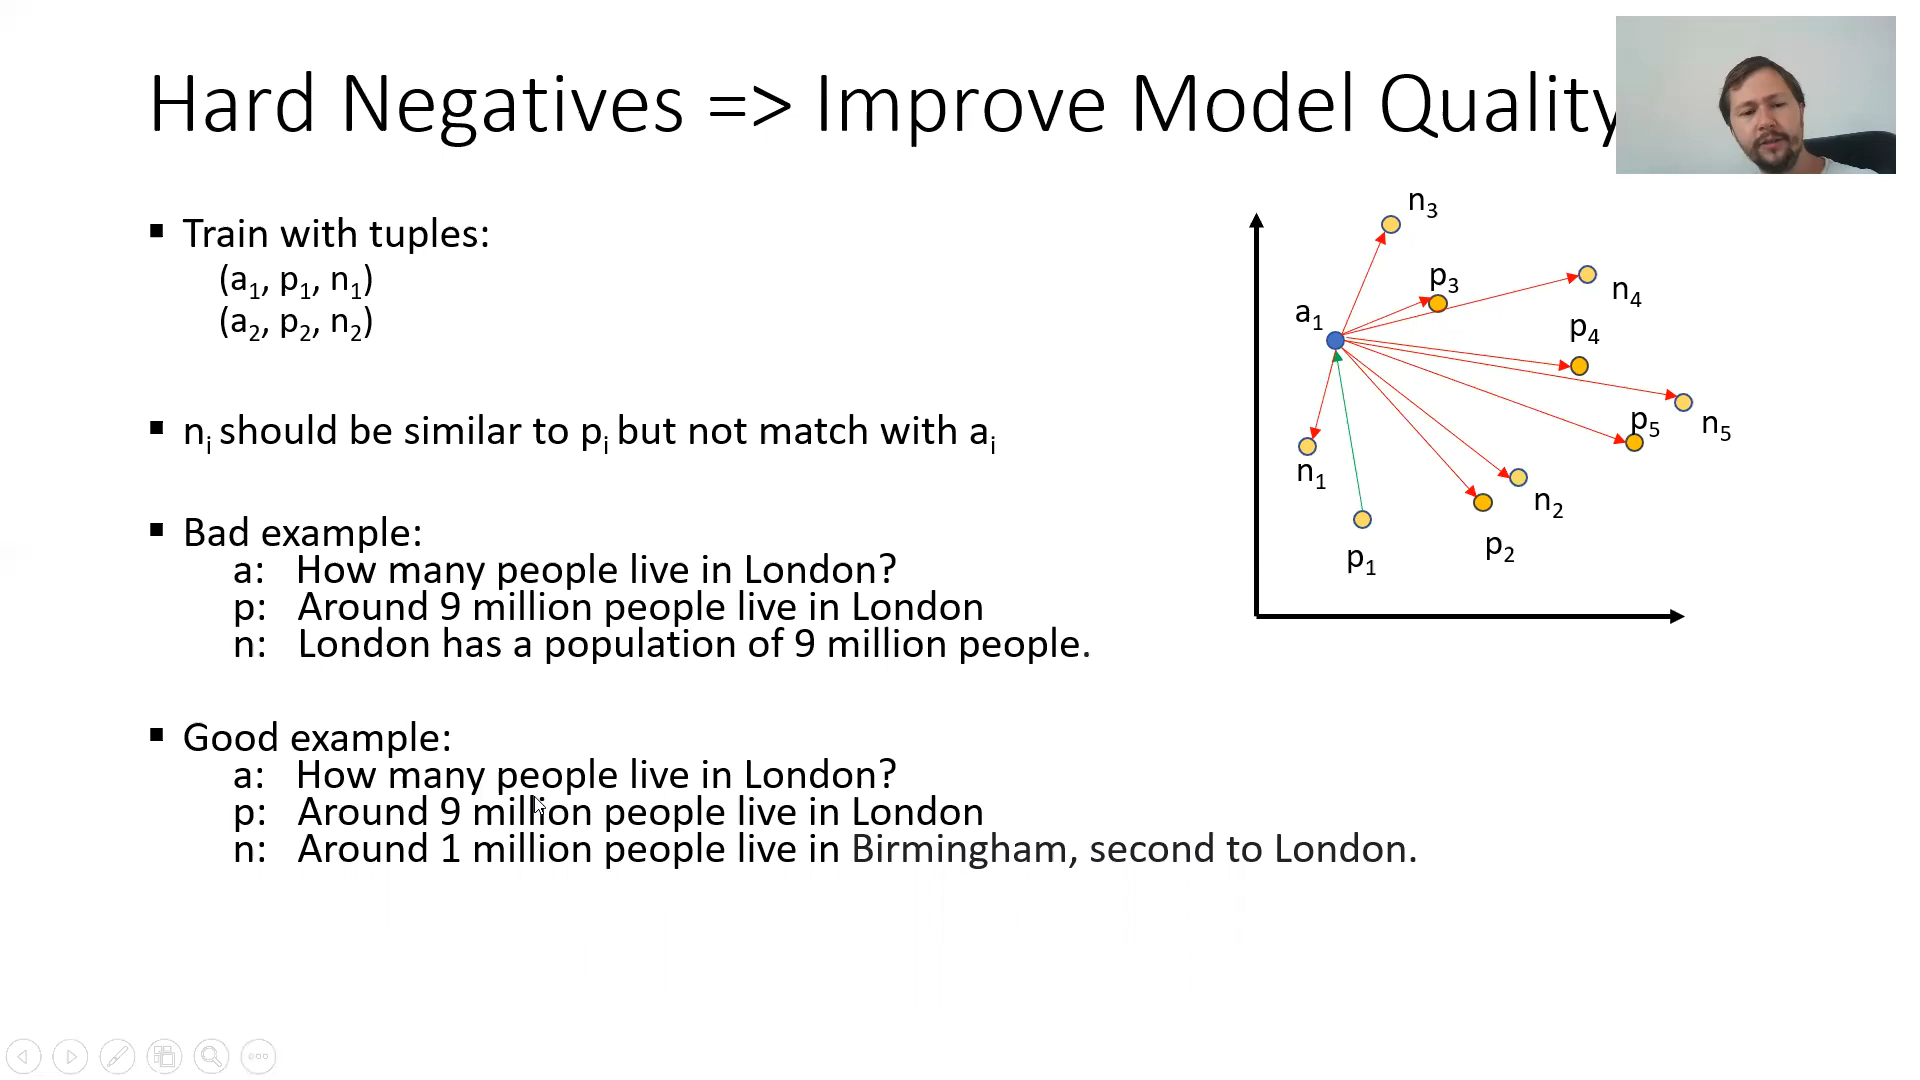 Hard Negatives => Improve Model Quality
▪ Train with tuples:
(a₁, p₁, n₁)
(a₂, p₂, n₂)
▪ nᵢ should be similar to pᵢ but not match with aᵢ
▪ Bad example:
a: How many people live in London?
p: Around 9 million people live in London
n: London has a population of 9 million people.
▪ Good example:
a: How many people live in London?
p: Around 9 million people live in London
n: Around 1 million people live in Birmingham, second to London.
n₃
p₃
n₄
a₁
p₄
p₅
n₅
n₁
n₂
p₂
p₁